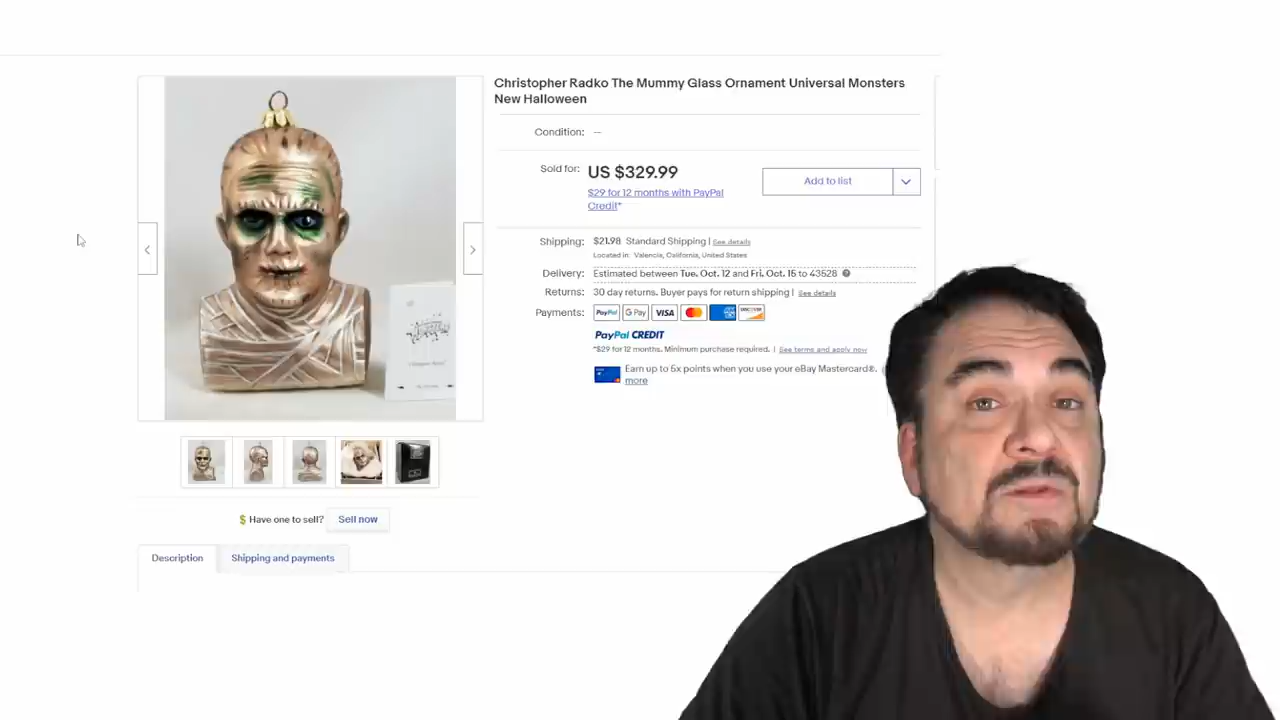 Christopher Radko The Mummy Glass Ornament Universal Monsters
New Halloween
Condition: --
Sold for: US $329.99
Add to list
$29 for 12 months with PayPal
Credit*
Shipping: $21.98 Standard Shipping | See details
Located in: Valencia, California, United States
Delivery: Estimated between Tue. Oct. 12 and Fri. Oct. 15 to 43528
Returns: 30 day returns. Buyer pays for return shipping | See details
Payments: PayPal G Pay VISA DISCOVER
PayPal CREDIT
*$29 for 12 months. Minimum purchase required. | See terms and apply now
Earn up to 5x points when you use your eBay Mastercard®.
more
$ Have one to sell? Sell now
Description Shipping and payments